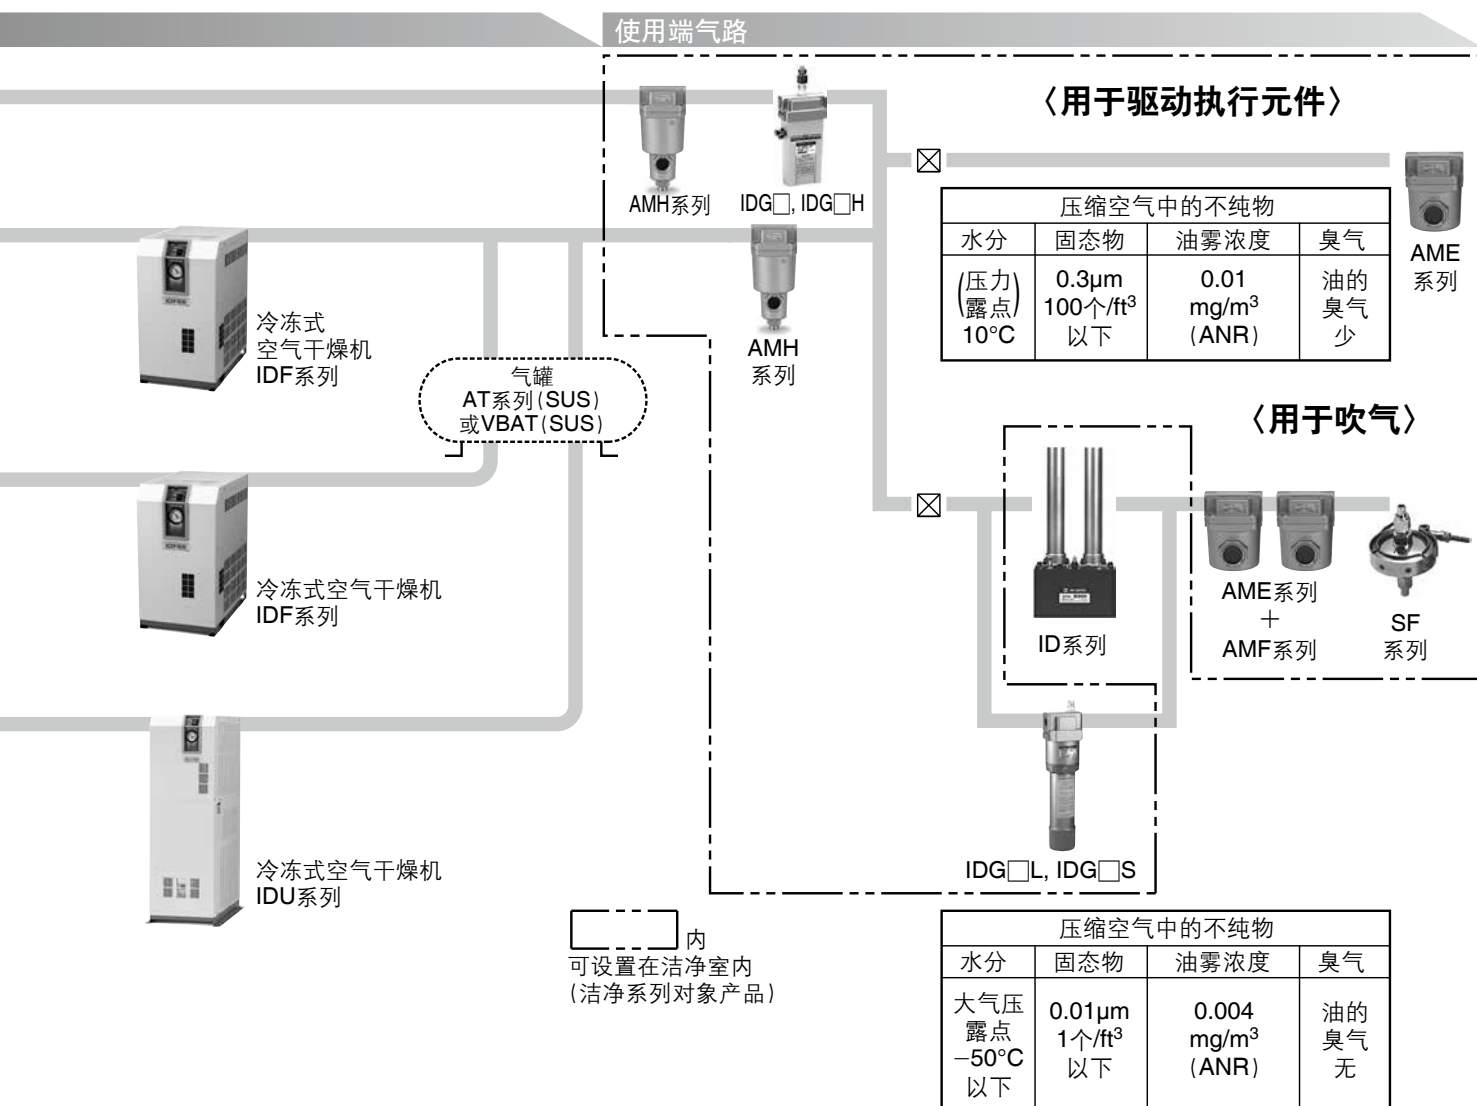 使用端气路
〈用于驱动执行元件〉
AMH系列
IDG□, IDG□H
压缩空气中的不纯物
水分 固态物 油雾浓度 臭气
(压力露点)
10°C
0.3μm
100个/ft³
以下
0.01
mg/m³
(ANR)
油的
臭气
少
AME
系列
冷冻式
空气干燥机
IDF系列
AMH
系列
气罐
AT系列(SUS)
或VBAT(SUS)
〈用于吹气〉
冷冻式空气干燥机
IDF系列
ID系列
AME系列
+
AMF系列
SF
系列
冷冻式空气干燥机
IDU系列
IDG□L, IDG□S
内
可设置在洁净室内
(洁净系列对象产品)
压缩空气中的不纯物
水分 固态物 油雾浓度 臭气
大气压
露点
−50°C
以下
0.01μm
1个/ft³
以下
0.004
mg/m³
(ANR)
油的
臭气
无